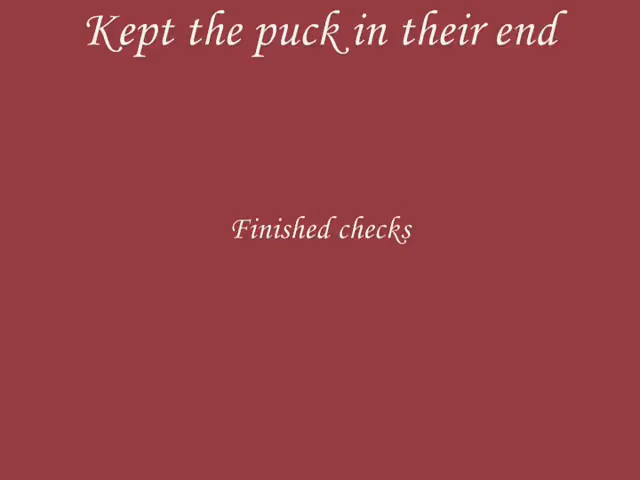 Kept the puck in their end
Finished checks